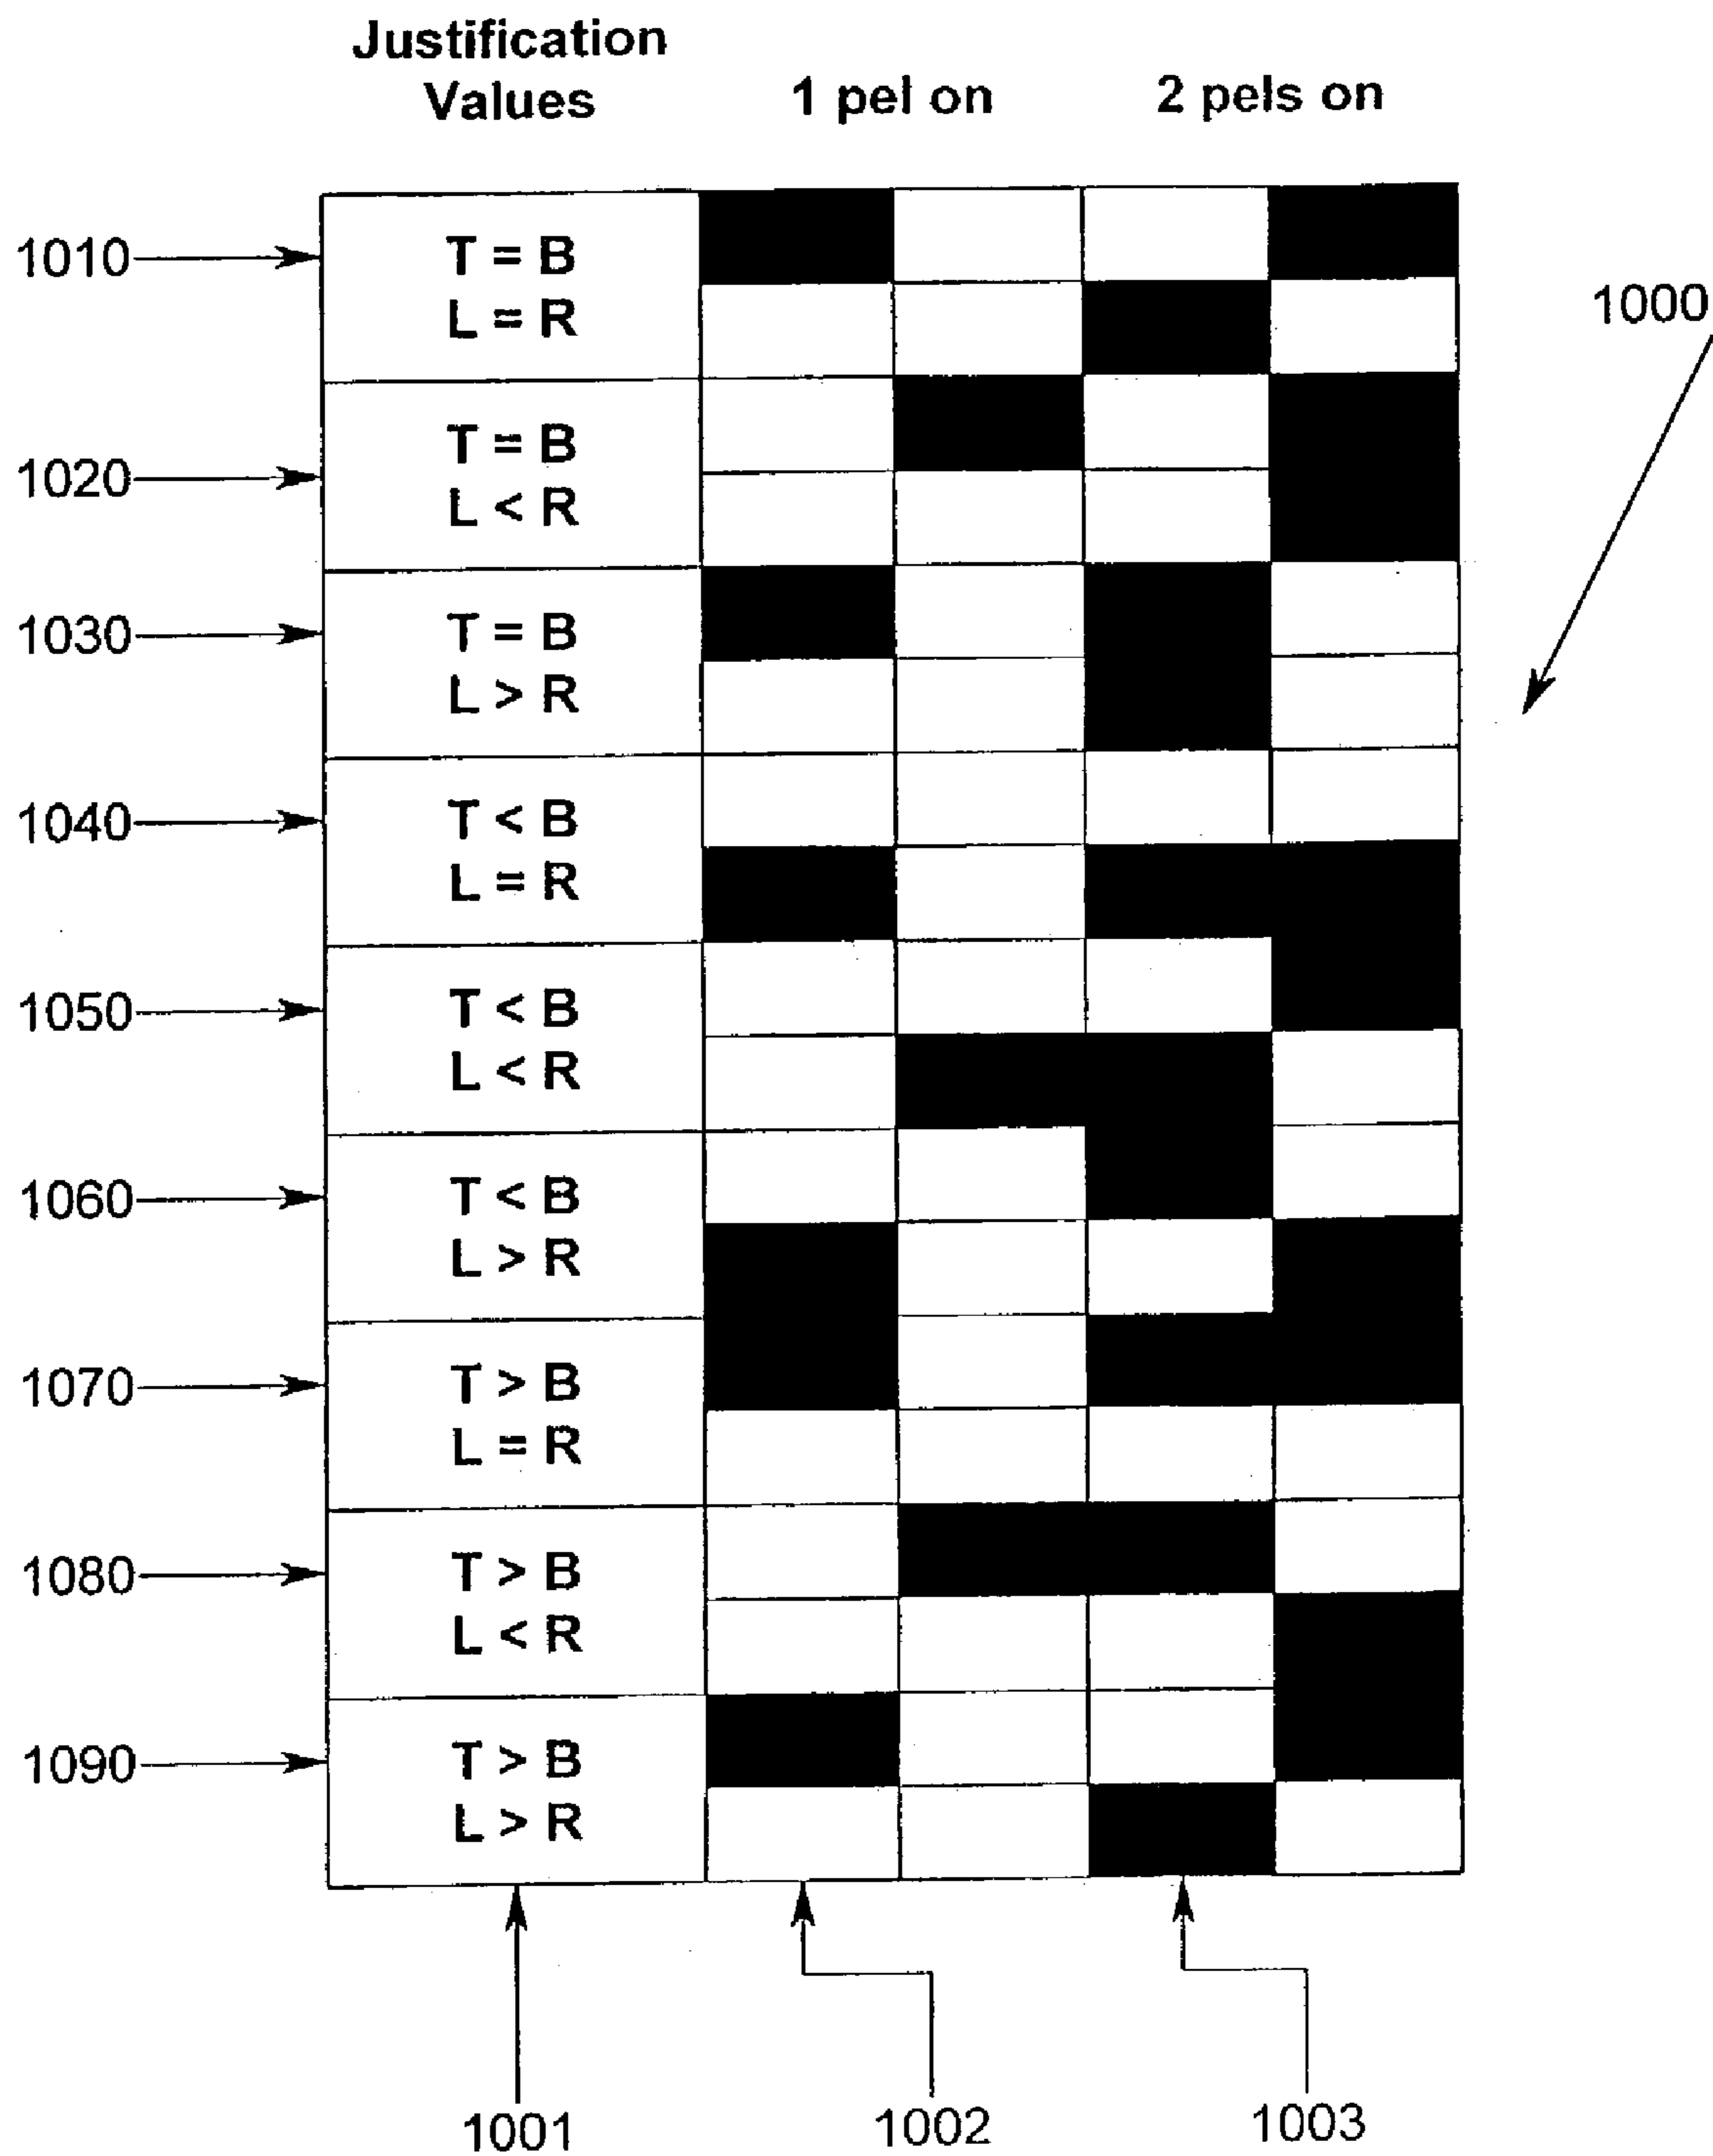 Justification
Values
1 pel on
2 pels on
1010
T = B
L = R
1000
1020
T = B
L < R
1030
T = B
L > R
1040
T < B
L = R
1050
T < B
L < R
1060
T < B
L > R
1070
T > B
L = R
1080
T > B
L < R
1090
T > B
L > R
1001
1002
1003